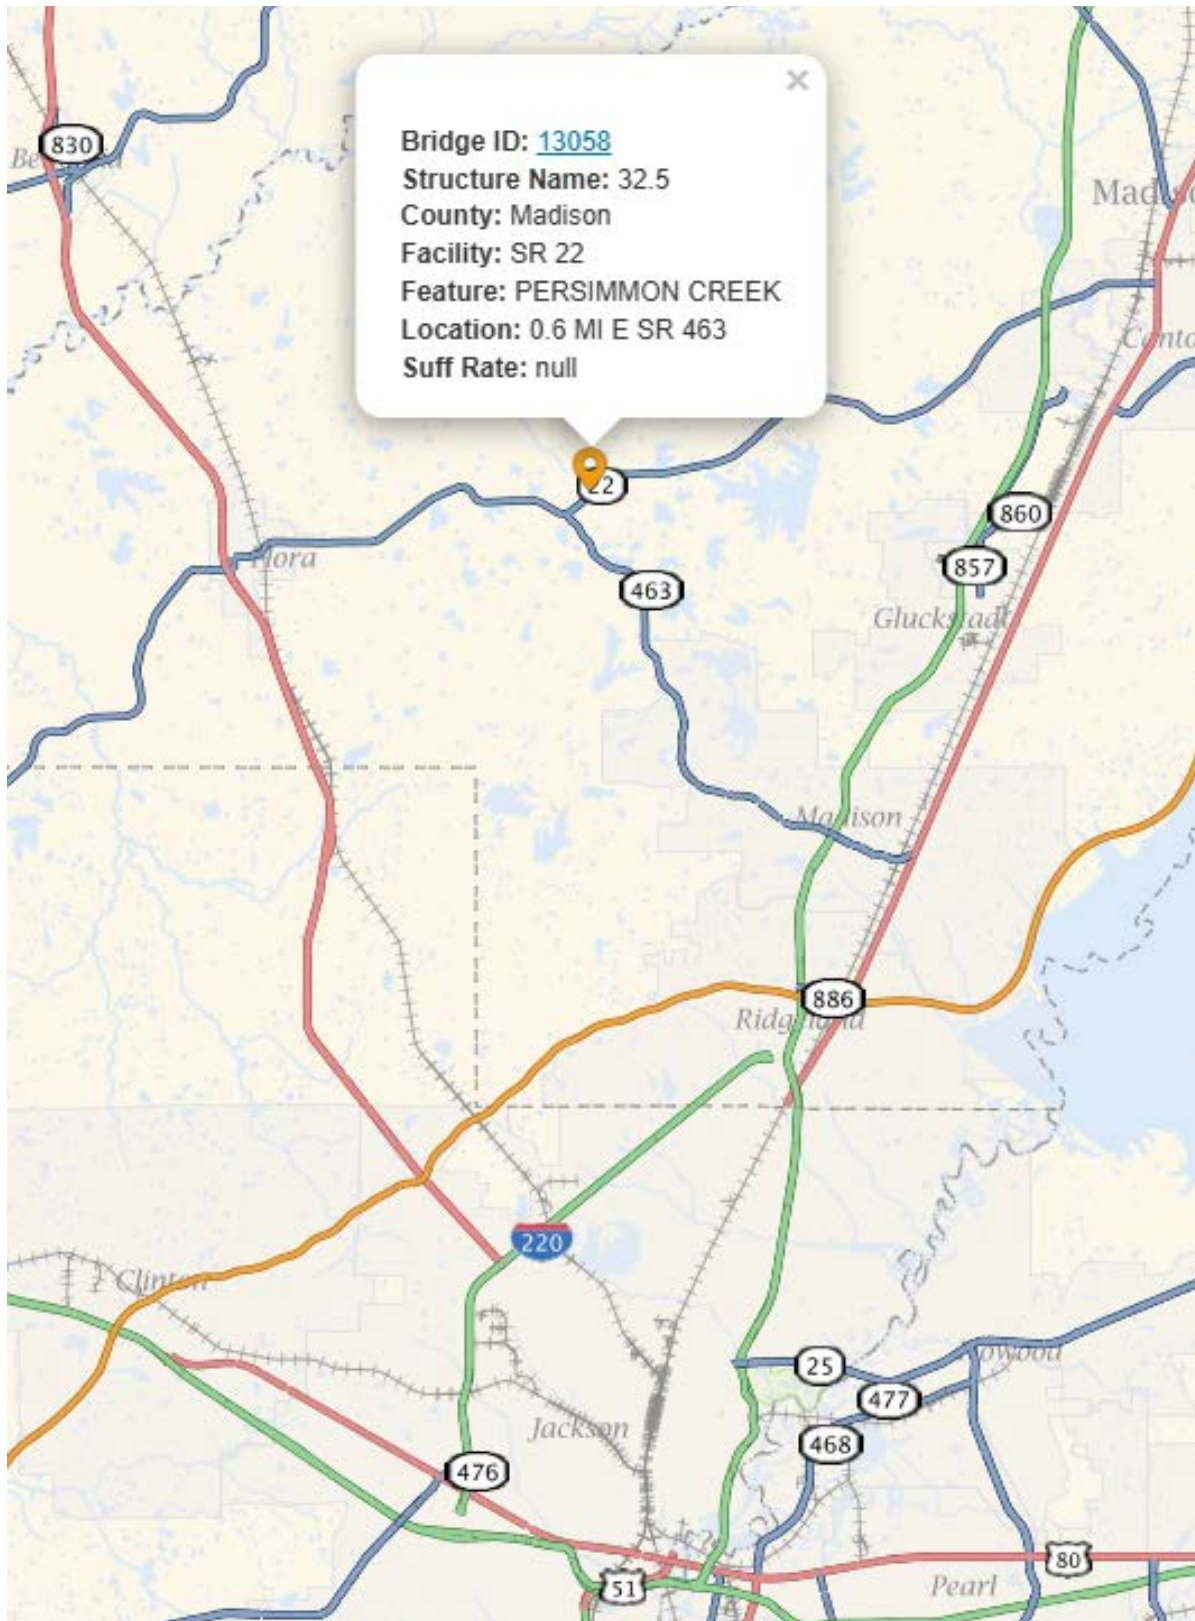 ×
Bridge ID: 13058
Structure Name: 32.5
County: Madison
Facility: SR 22
Feature: PERSIMMON CREEK
Location: 0.6 MI E SR 463
Suff Rate: null
830
22
860
857
463
Madison
886
Clinton
220
25
477
468
Jackson
476
80
51
Pearl